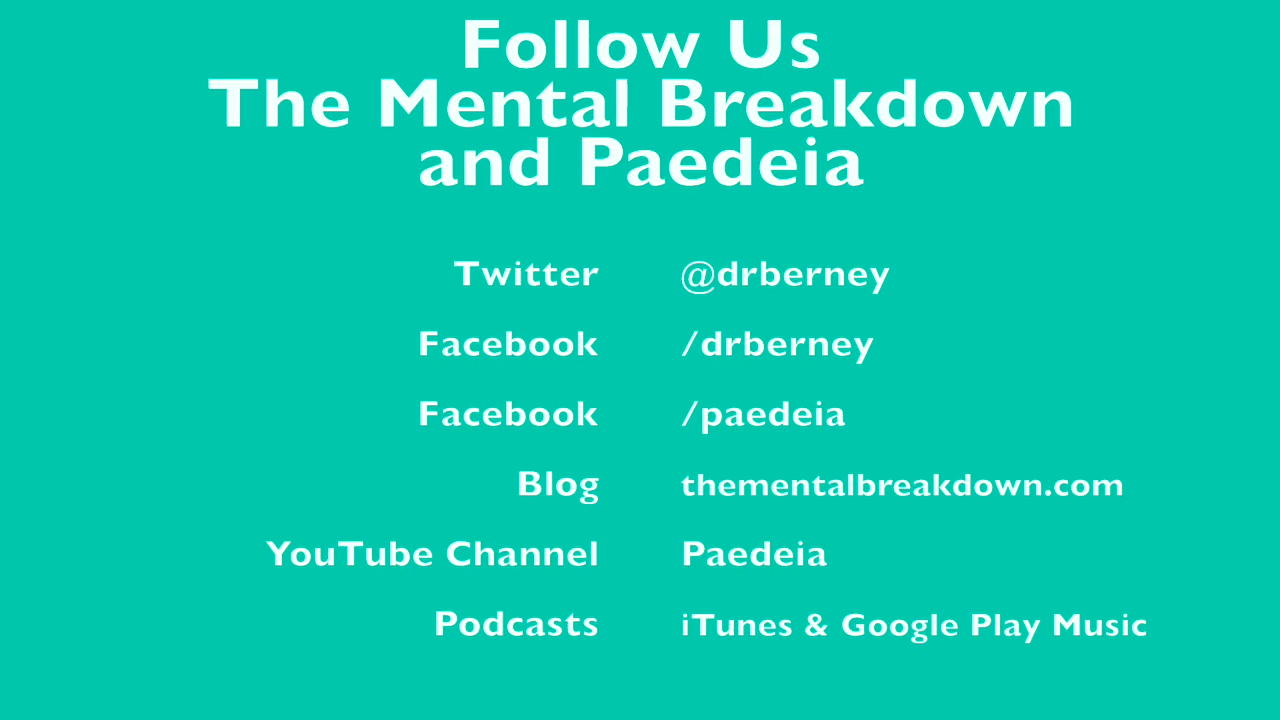 Follow Us
The Mental Breakdown
and Paedeia
Twitter @drberney
Facebook /drberney
Facebook /paedeia
Blog thementalbreakdown.com
YouTube Channel Paedeia
Podcasts iTunes & Google Play Music